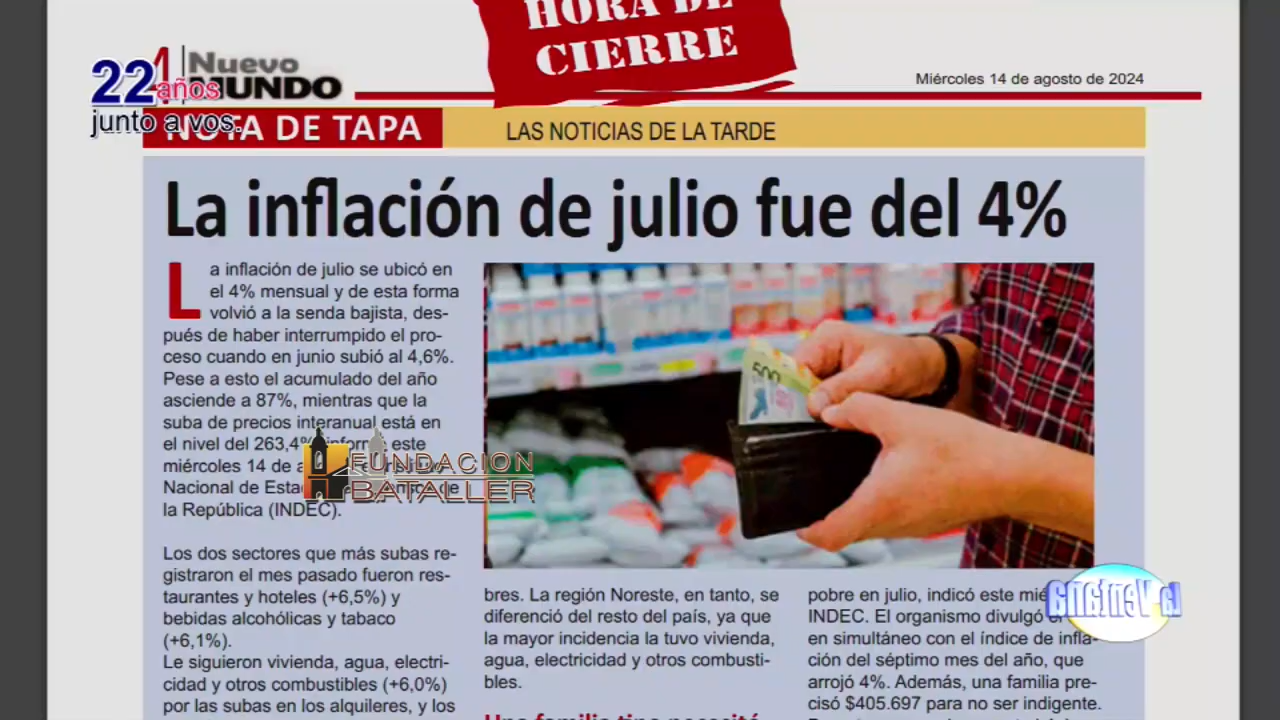 HORA DE
CIERRE
22 años
junto a vos.
Nuevo
MUNDO
Miércoles 14 de agosto de 2024
NOTA DE TAPA
LAS NOTICIAS DE LA TARDE
La inflación de julio fue del 4%
La inflación de julio se ubicó en
el 4% mensual y de esta forma
volvió a la senda bajista, des-
pués de haber interrumpido el pro-
ceso cuando en junio subió al 4,6%.
Pese a esto el acumulado del año
asciende a 87%, mientras que la
suba de precios interanual está en
el nivel del 263,4% informó este
miércoles 14 de
Nacional de
la República (INDEC).
FUNDACION
BATALLER
Los dos sectores que más subas re-
gistraron el mes pasado fueron res-
taurantes y hoteles (+6,5%) y
bebidas alcohólicas y tabaco
(+6,1%).
Le siguieron vivienda, agua, electri-
cidad y otros combustibles (+6,0%)
por las subas en los alquileres, y los
500
bres. La región Noreste, en tanto, se
diferenció del resto del país, ya que
la mayor incidencia la tuvo vivienda,
agua, electricidad y otros combusti-
bles.
Una familia tipo necesitó
pobre en julio, indicó este
INDEC. El organismo divulgó
en simultáneo con el índice de infla-
ción del séptimo mes del año, que
arrojó 4%. Además, una familia pre-
cisó $405.697 para no ser indigente.
la Ventana